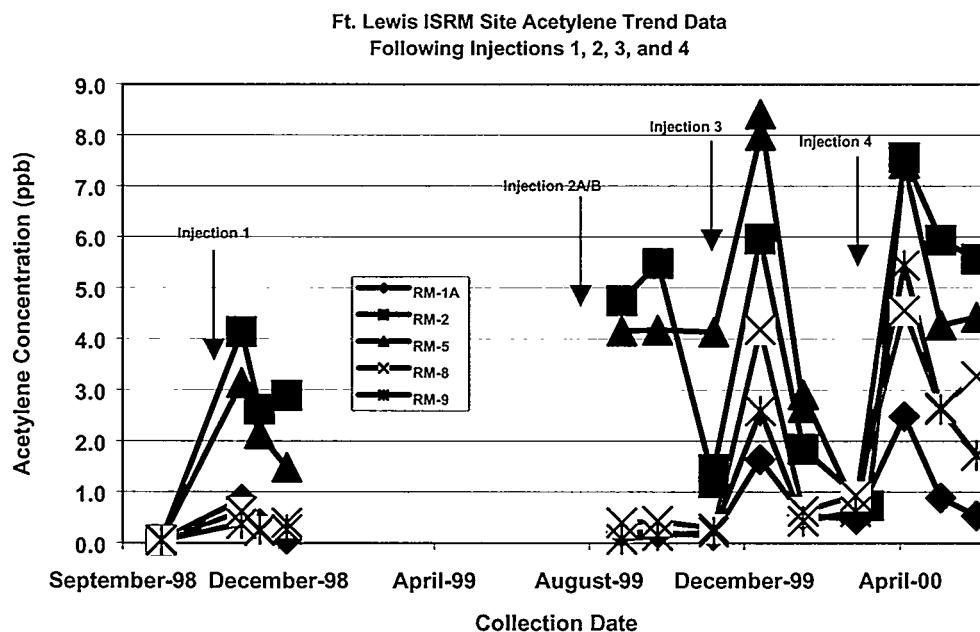 Ft. Lewis ISRM Site Acetylene Trend Data
Following Injections 1, 2, 3, and 4
Acetylene Concentration (ppb)
9.0
8.0
7.0
6.0
5.0
4.0
3.0
2.0
1.0
0.0
Injection 1
Injection 2A/B
Injection 3
Injection 4
RM-1A
RM-2
RM-5
RM-8
RM-9
September-98 December-98 April-99 August-99 December-99 April-00
Collection Date